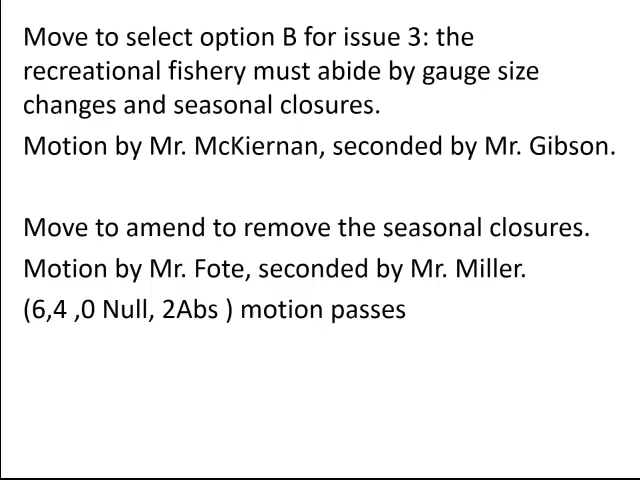 Move to select option B for issue 3: the
recreational fishery must abide by gauge size
changes and seasonal closures.
Motion by Mr. McKiernan, seconded by Mr. Gibson.
Move to amend to remove the seasonal closures.
Motion by Mr. Fote, seconded by Mr. Miller.
(6,4 ,0 Null, 2Abs ) motion passes